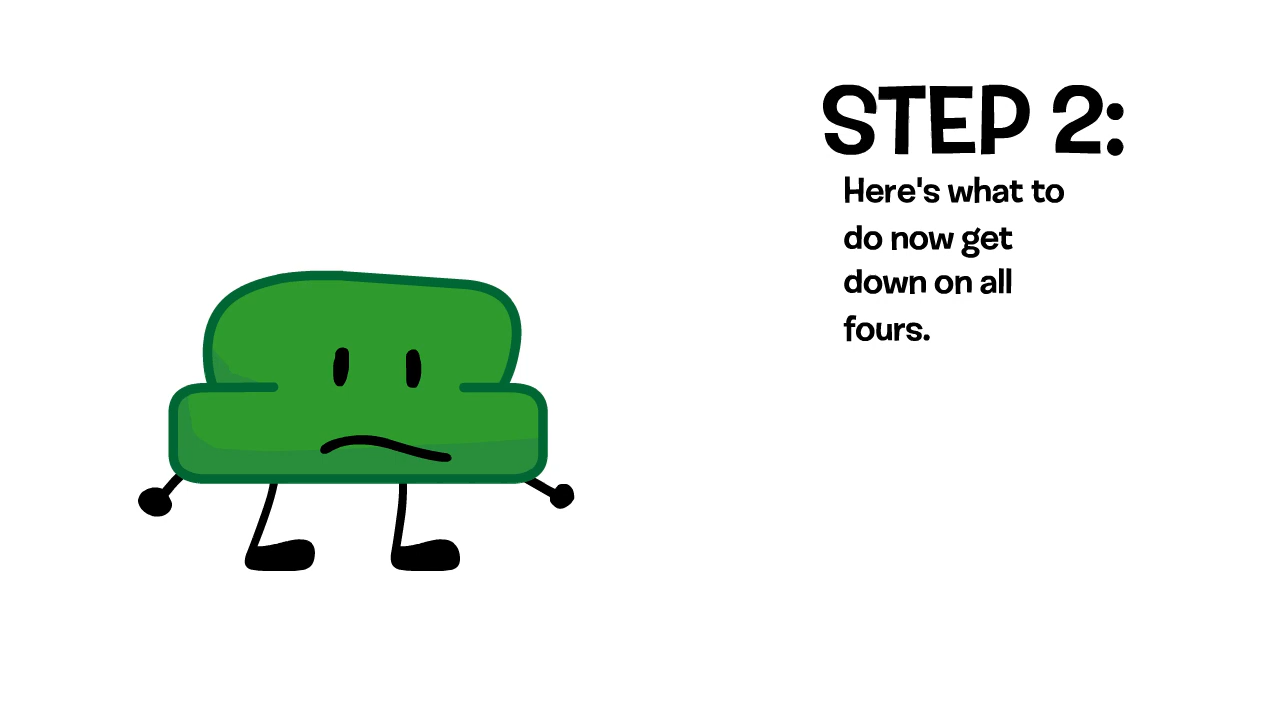 STEP 2:
Here's what to
do now get
down on all
fours.